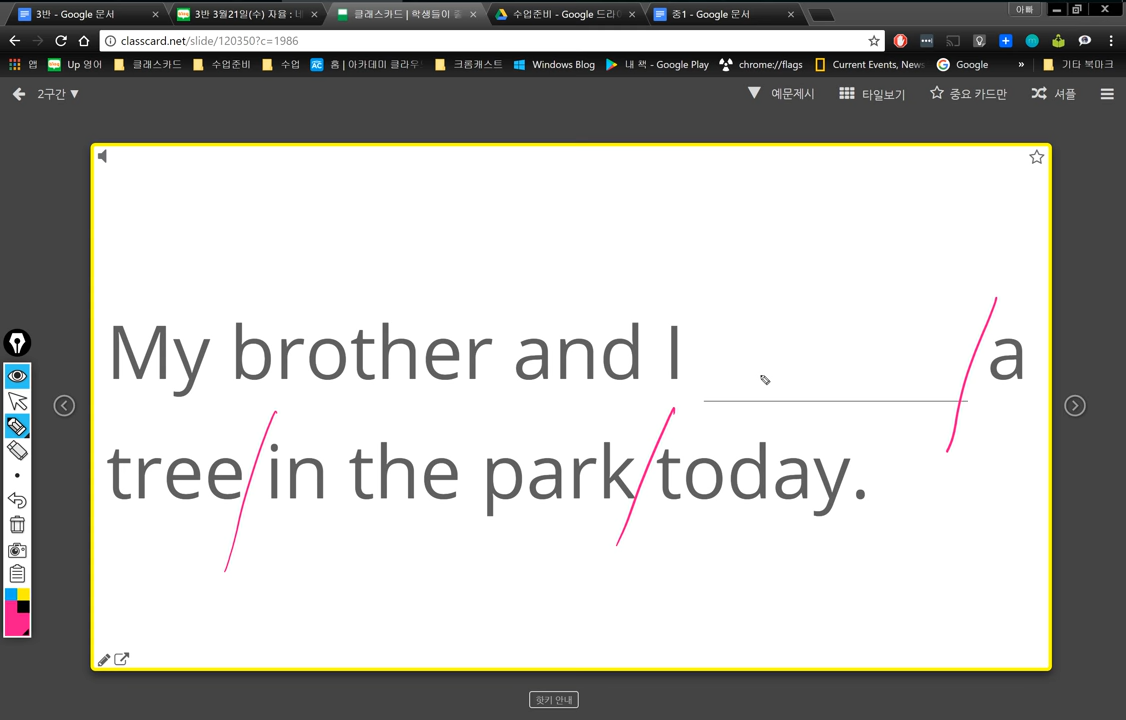 3반 - Google 문서
3반 3월21일(수) 자율 : 네
클래스카드 | 학생들이 좋
수업준비 - Google 드라이
중1 - Google 문서
아빠
classcard.net/slide/120350?c=1986
앱
Up 영어
클래스카드
수업준비
수업
홈 | 아카데미 클라우
크롬캐스트
Windows Blog
내 책 - Google Play
chrome://flags
Current Events, News
Google
»
기타 북마크
2구간 ▼
예문제시
타일보기
중요 카드만
셔플
My brother and I ________ a
tree in the park today.
핫키 안내